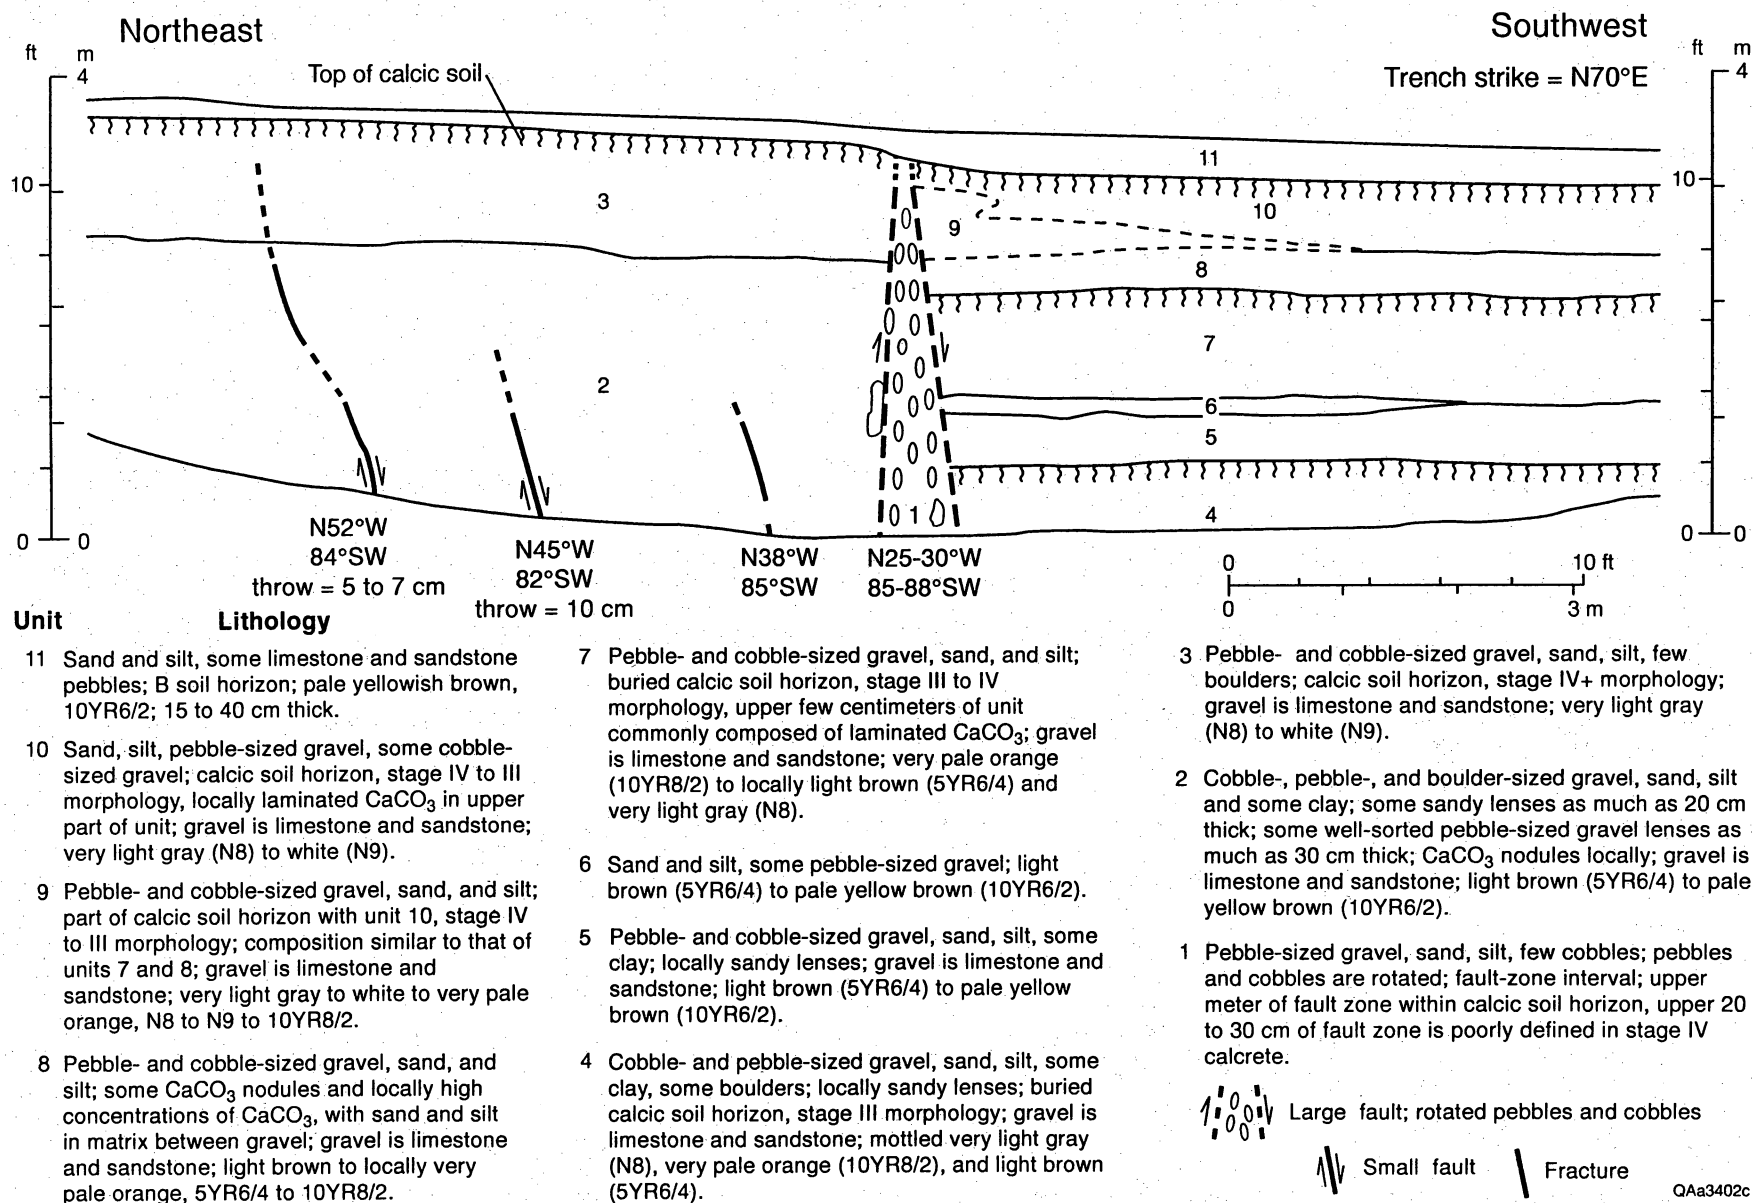 Northeast
Southwest
ft m
ft m
4
4
Top of calcic soil
Trench strike = N70°E
11
10
10
3
10
9
8
7
2
6
5
1
4
0 0
0 0
N52°W
84°SW
throw = 5 to 7 cm
N45°W
82°SW
throw = 10 cm
N38°W
85°SW
N25-30°W
85-88°SW
0 10 ft
0 3 m
Unit Lithology
11 Sand and silt, some limestone and sandstone
pebbles; B soil horizon; pale yellowish brown,
10YR6/2; 15 to 40 cm thick.
10 Sand, silt, pebble-sized gravel, some cobble-
sized gravel; calcic soil horizon, stage IV to III
morphology, locally laminated CaCO₃ in upper
part of unit; gravel is limestone and sandstone;
very light gray (N8) to white (N9).
9 Pebble- and cobble-sized gravel, sand, and silt;
part of calcic soil horizon with unit 10, stage IV
to III morphology; composition similar to that of
units 7 and 8; gravel is limestone and
sandstone; very light gray to white to very pale
orange, N8 to N9 to 10YR8/2.
8 Pebble- and cobble-sized gravel, sand, and
silt; some CaCO₃ nodules and locally high
concentrations of CaCO₃, with sand and silt
in matrix between gravel; gravel is limestone
and sandstone; light brown to locally very
pale orange, 5YR6/4 to 10YR8/2.
7 Pebble- and cobble-sized gravel, sand, and silt;
buried calcic soil horizon, stage III to IV
morphology, upper few centimeters of unit
commonly composed of laminated CaCO₃; gravel
is limestone and sandstone; very pale orange
(10YR8/2) to locally light brown (5YR6/4) and
very light gray (N8).
6 Sand and silt, some pebble-sized gravel; light
brown (5YR6/4) to pale yellow brown (10YR6/2).
5 Pebble- and cobble-sized gravel, sand, silt, some
clay; locally sandy lenses; gravel is limestone and
sandstone; light brown (5YR6/4) to pale yellow
brown (10YR6/2).
4 Cobble- and pebble-sized gravel, sand, silt, some
clay, some boulders; locally sandy lenses; buried
calcic soil horizon, stage III morphology; gravel is
limestone and sandstone; mottled very light gray
(N8), very pale orange (10YR8/2), and light brown
(5YR6/4).
3 Pebble- and cobble-sized gravel, sand, silt, few
boulders; calcic soil horizon, stage IV+ morphology;
gravel is limestone and sandstone; very light gray
(N8) to white (N9).
2 Cobble-, pebble-, and boulder-sized gravel, sand, silt
and some clay; some sandy lenses as much as 20 cm
thick; some well-sorted pebble-sized gravel lenses as
much as 30 cm thick; CaCO₃ nodules locally; gravel is
limestone and sandstone; light brown (5YR6/4) to pale
yellow brown (10YR6/2).
1 Pebble-sized gravel, sand, silt, few cobbles; pebbles
and cobbles are rotated; fault-zone interval; upper
meter of fault zone within calcic soil horizon, upper 20
to 30 cm of fault zone is poorly defined in stage IV
calcrete.
Large fault; rotated pebbles and cobbles
Small fault
Fracture
QAa3402c